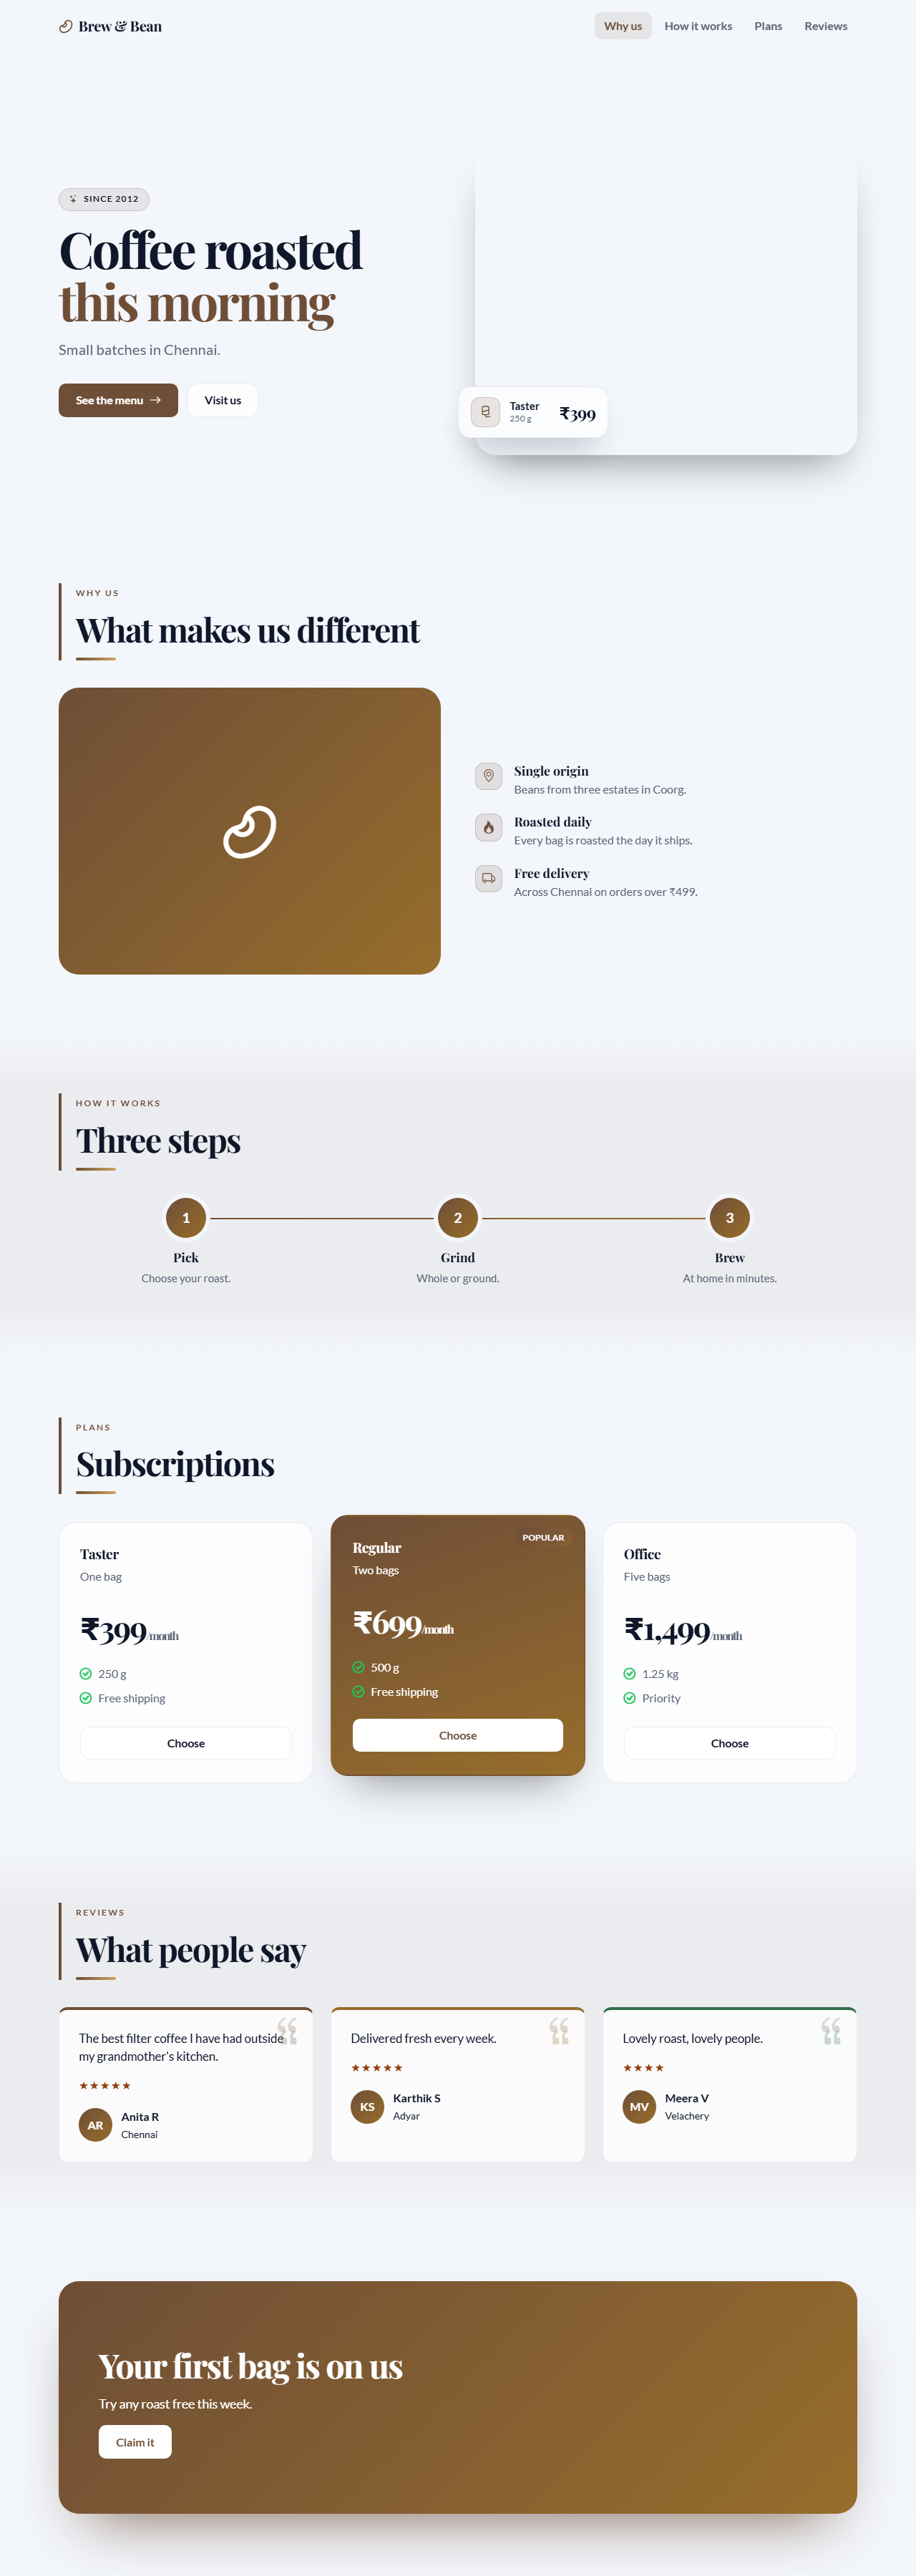 Brew & Bean
Why us
How it works
Plans
Reviews
SINCE 2012
Coffee roasted
this morning
Small batches in Chennai.
See the menu
Visit us
Taster
250 g
₹399
WHY US
What makes us different
Single origin
Beans from three estates in Coorg.
Roasted daily
Every bag is roasted the day it ships.
Free delivery
Across Chennai on orders over ₹499.
HOW IT WORKS
Three steps
1
Pick
Choose your roast.
2
Grind
Whole or ground.
3
Brew
At home in minutes.
PLANS
Subscriptions
Taster
One bag
₹399/month
250 g
Free shipping
Choose
POPULAR
Regular
Two bags
₹699/month
500 g
Free shipping
Choose
Office
Five bags
₹1,499/month
1.25 kg
Priority
Choose
REVIEWS
What people say
The best filter coffee I have had outside
my grandmother's kitchen.
★★★★★
AR
Anita R
Chennai
Delivered fresh every week.
★★★★★
KS
Karthik S
Adyar
Lovely roast, lovely people.
★★★★
MV
Meera V
Velachery
Your first bag is on us
Try any roast free this week.
Claim it